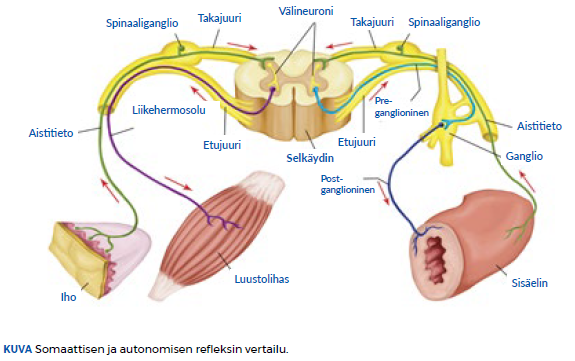 Välineuroni
Spinaaliganglio
Takajuuri
Takajuuri
Spinaaliganglio
Liikehermosolu
Pre-
ganglioninen
Aistitieto
Aistitieto
Etujuuri
Etujuuri
Selkäydin
Ganglio
Post-
ganglioninen
Luustolihas
Sisäelin
Iho
KUVA Somaattisen ja autonomisen refleksin vertailu.